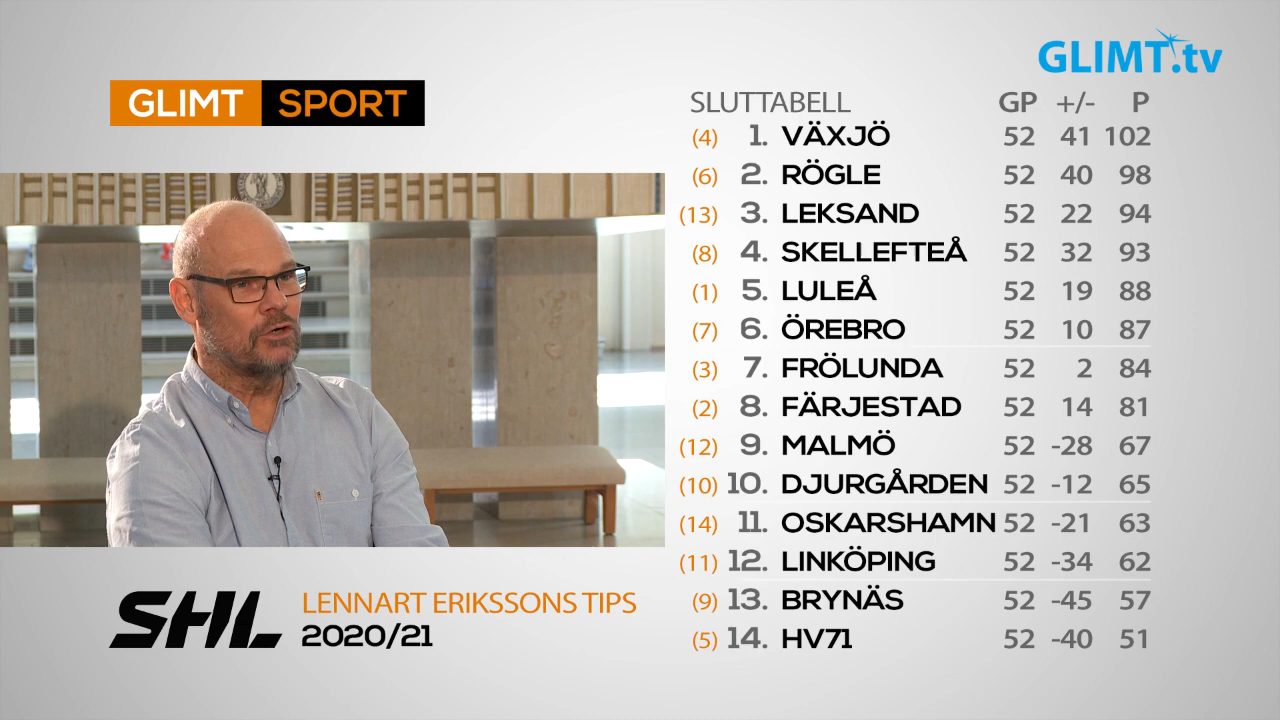 GLIMT.tv
GLIMT SPORT
SLUTTABELL GP +/- P
(4) 1. VÄXJÖ 52 41 102
(6) 2. RÖGLE 52 40 98
(13) 3. LEKSAND 52 22 94
(8) 4. SKELLEFTEÅ 52 32 93
(1) 5. LULEÅ 52 19 88
(7) 6. ÖREBRO 52 10 87
(3) 7. FRÖLUNDA 52 2 84
(2) 8. FÄRJESTAD 52 14 81
(12) 9. MALMÖ 52 -28 67
(10) 10. DJURGÅRDEN 52 -12 65
(14) 11. OSKARSHAMN 52 -21 63
(11) 12. LINKÖPING 52 -34 62
(9) 13. BRYNÄS 52 -45 57
(5) 14. HV71 52 -40 51
SHL
LENNART ERIKSSONS TIPS
2020/21